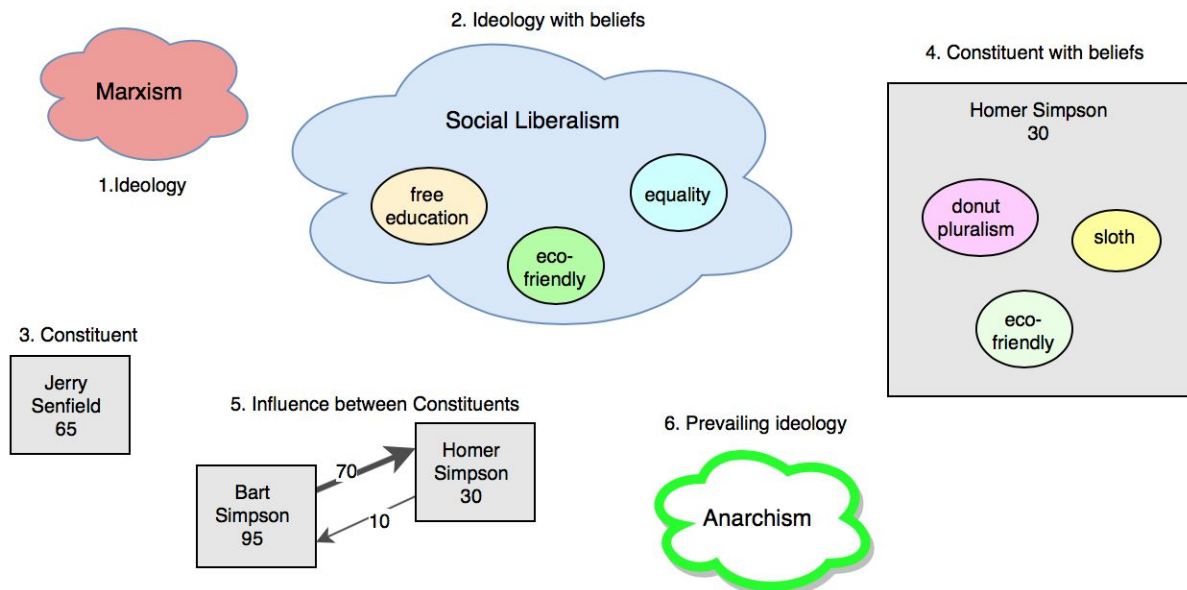 2. Ideology with beliefs
Marxism
1.Ideology
Social Liberalism
free
education
eco-
friendly
equality
4. Constituent with beliefs
Homer Simpson
30
donut
pluralism
sloth
eco-
friendly
3. Constituent
Jerry
Senfield
65
5. Influence between Constituents
Bart
Simpson
95
70
10
Homer
Simpson
30
6. Prevailing ideology
Anarchism